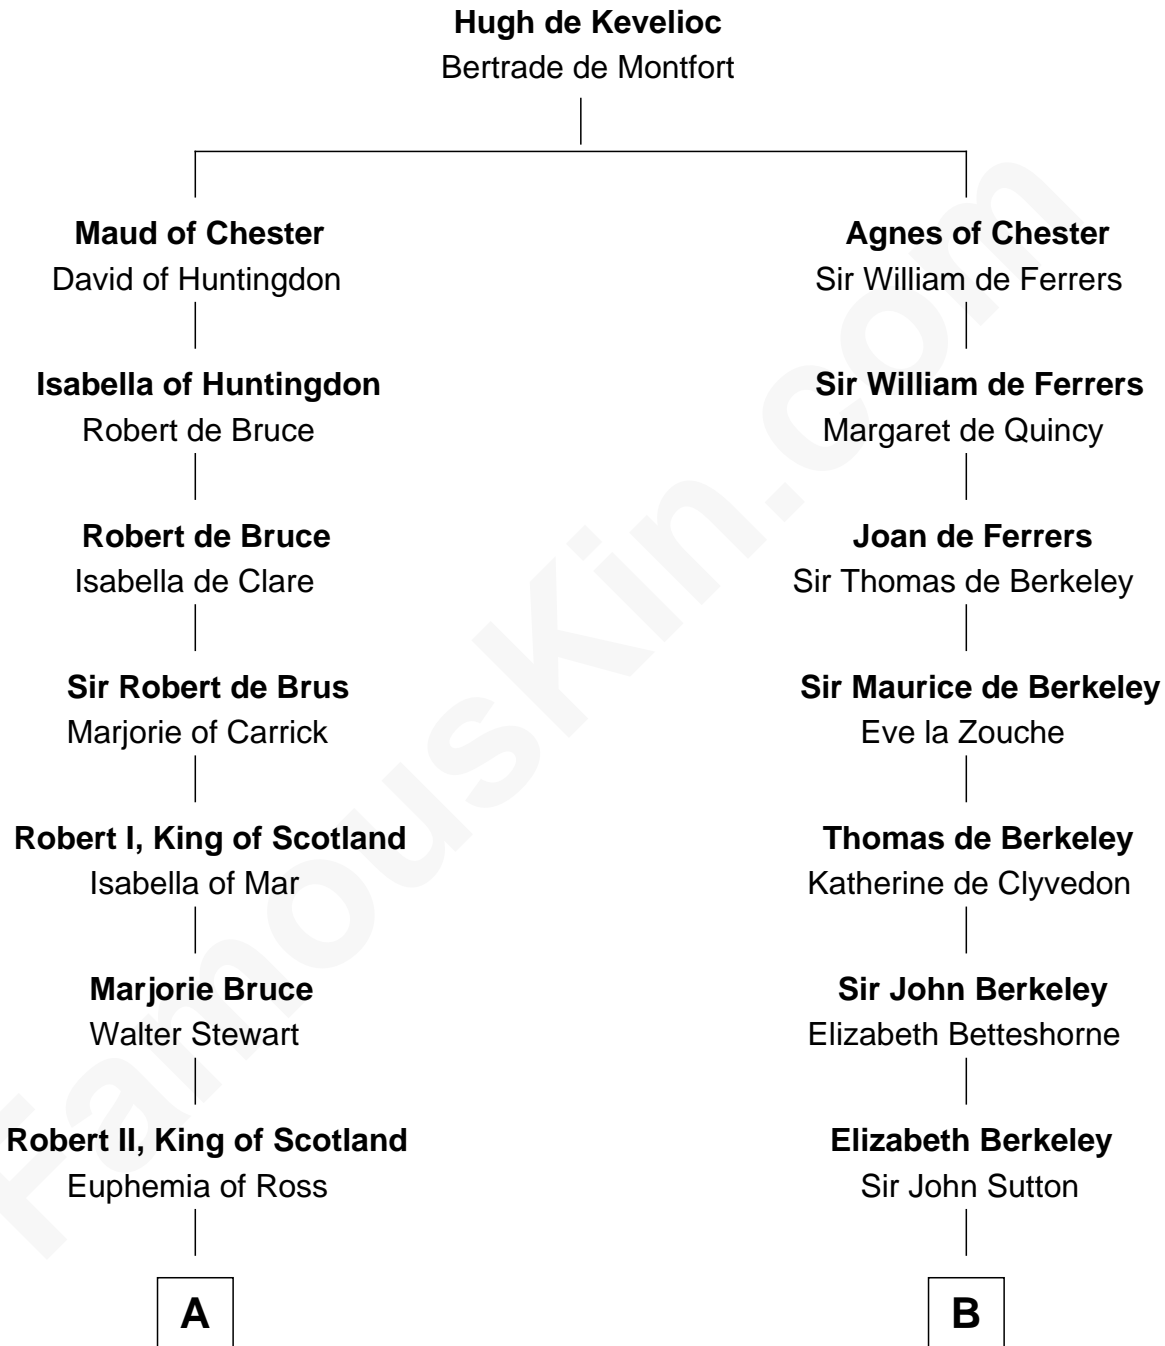 Hugh de Kevelioc
Bertrade de Montfort
Maud of Chester
David of Huntingdon
Agnes of Chester
Sir William de Ferrers
Isabella of Huntingdon
Robert de Bruce
Sir William de Ferrers
Margaret de Quincy
Robert de Bruce
Isabella de Clare
Joan de Ferrers
Sir Thomas de Berkeley
Sir Robert de Brus
Marjorie of Carrick
Sir Maurice de Berkeley
Eve la Zouche
Robert I, King of Scotland
Isabella of Mar
Thomas de Berkeley
Katherine de Clyvedon
Marjorie Bruce
Walter Stewart
Sir John Berkeley
Elizabeth Betteshorne
Robert II, King of Scotland
Euphemia of Ross
Elizabeth Berkeley
Sir John Sutton
A
B
FamousKin.com